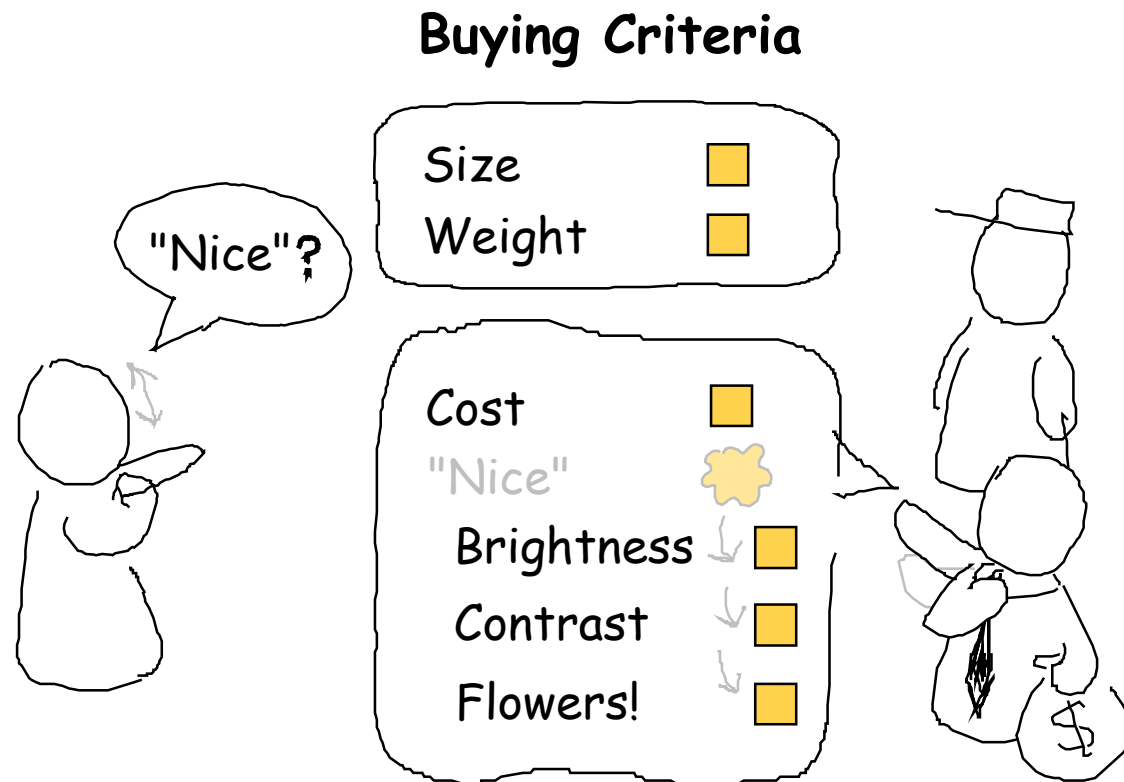 Buying Criteria
Size
Weight
"Nice"?
Cost
"Nice"
Brightness
Contrast
Flowers!
$